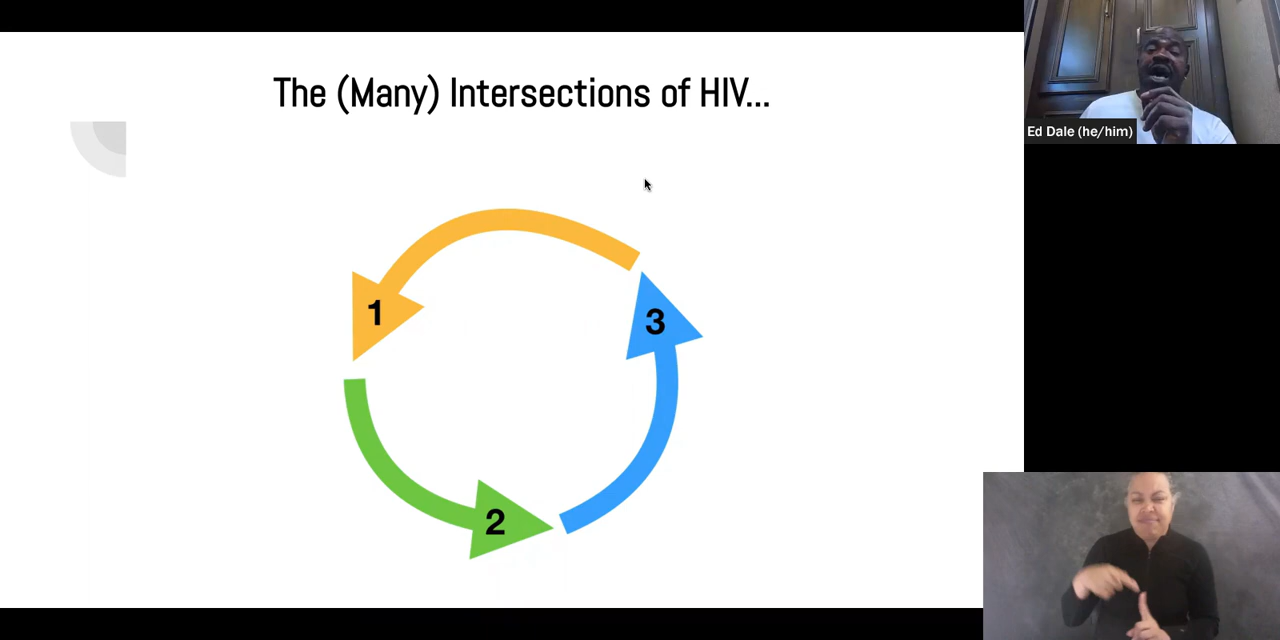 The (Many) Intersections of HIV...
Ed Dale (he/him)
1
3
2